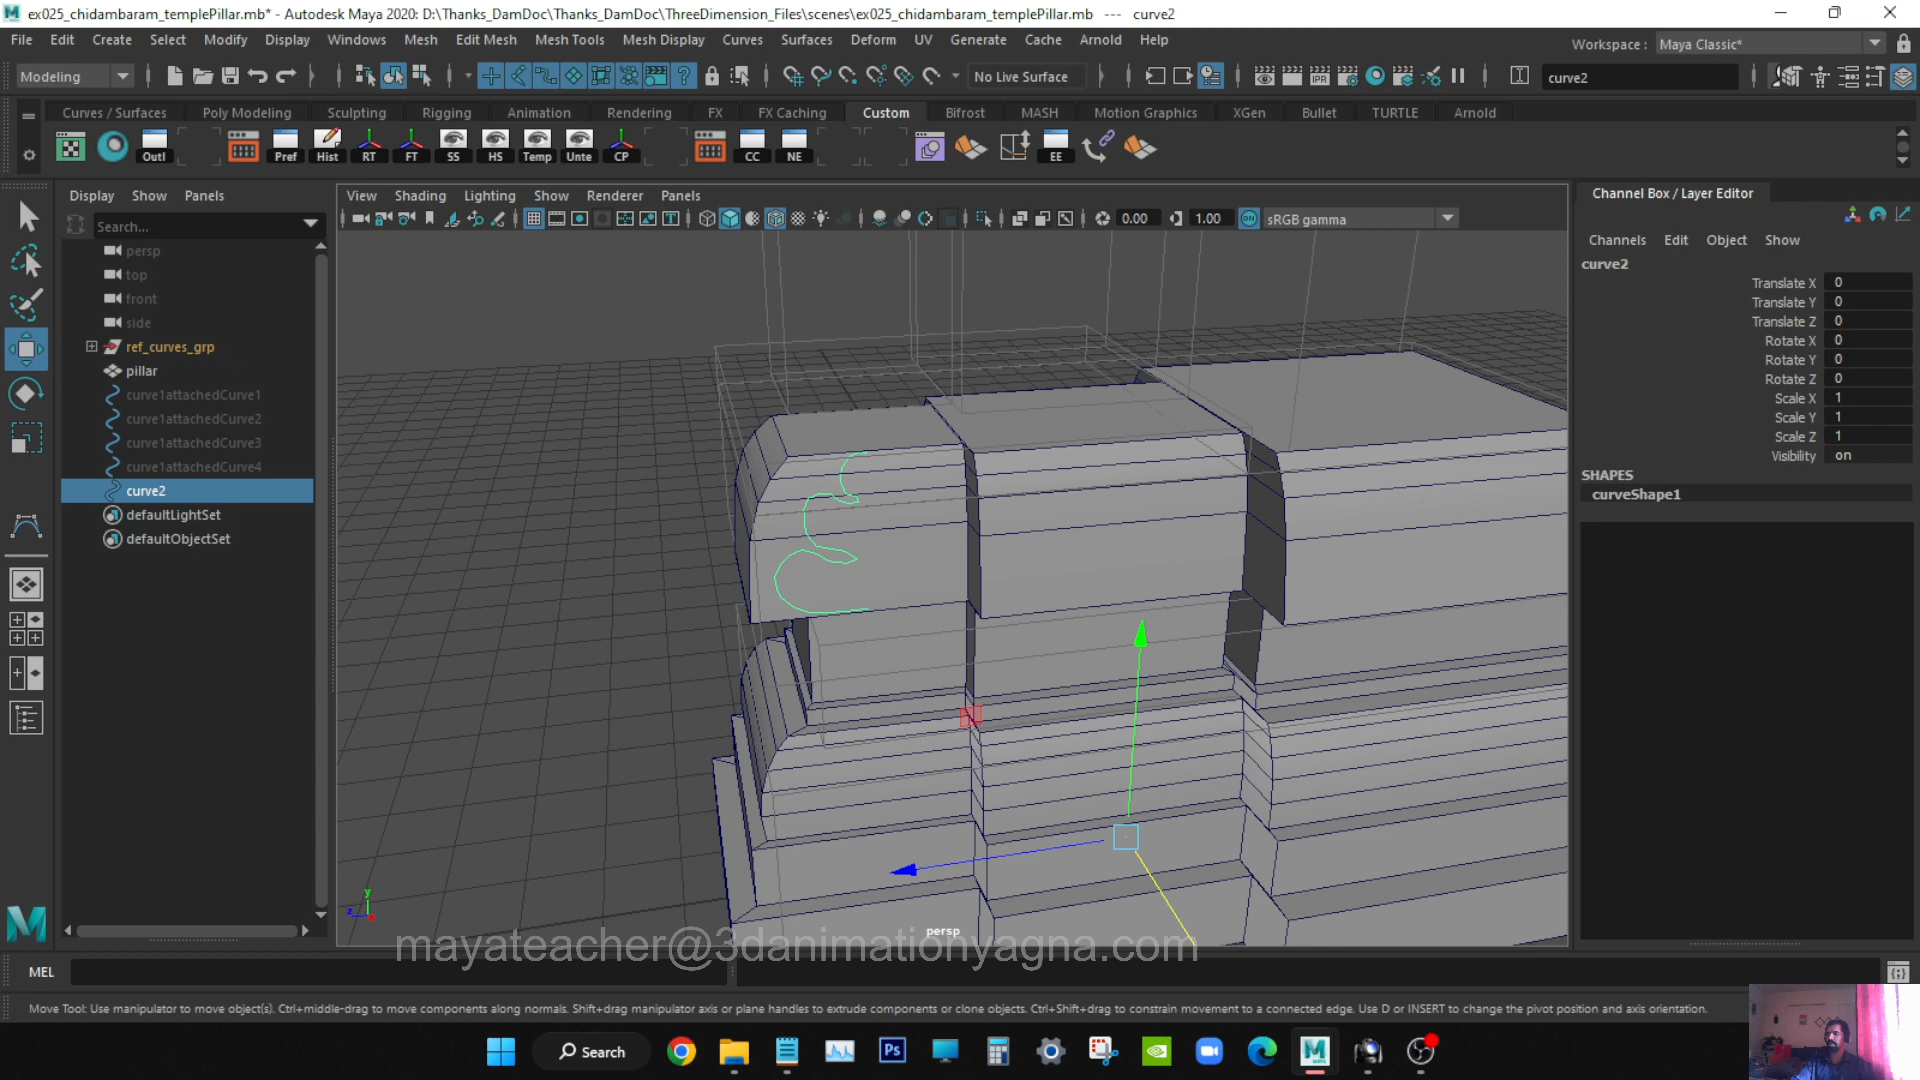 ex025_chidambaram_templePillar.mb* - Autodesk Maya 2020: D:\Thanks_DamDoc\Thanks_DamDoc\ThreeDimension_Files\scenes\ex025_chidambaram_templePillar.mb --- curve2
File Edit Create Select Modify Display Windows Mesh Edit Mesh Mesh Tools Mesh Display Curves Surfaces Deform UV Generate Cache Arnold Help
Workspace : Maya Classic*
Modeling
No Live Surface
IPR
curve2
Curves / Surfaces Poly Modeling Sculpting Rigging Animation Rendering FX FX Caching Custom Bifrost MASH Motion Graphics XGen Bullet TURTLE Arnold
Outl Pref Hist RT FT SS HS Temp Unte CP CC NE EE
Display Show Panels
Search...
persp
top
front
side
ref_curves_grp
pillar
curve1attachedCurve1
curve1attachedCurve2
curve1attachedCurve3
curve1attachedCurve4
curve2
defaultLightSet
defaultObjectSet
View Shading Lighting Show Renderer Panels
0.00 1.00 ON sRGB gamma
y
z
x
persp
mayateacher@3danimationyagna.com
Channel Box / Layer Editor
Channels Edit Object Show
curve2
Translate X 0
Translate Y 0
Translate Z 0
Rotate X 0
Rotate Y 0
Rotate Z 0
Scale X 1
Scale Y 1
Scale Z 1
Visibility on
SHAPES
curveShape1
MEL
Move Tool: Use manipulator to move object(s). Ctrl+middle-drag to move components along normals. Shift+drag manipulator axis or plane handles to extrude components or clone objects. Ctrl+Shift+drag to constrain movement to a connected edge. Use D or INSERT to change the pivot position and axis orientation.
Search
Ps
M